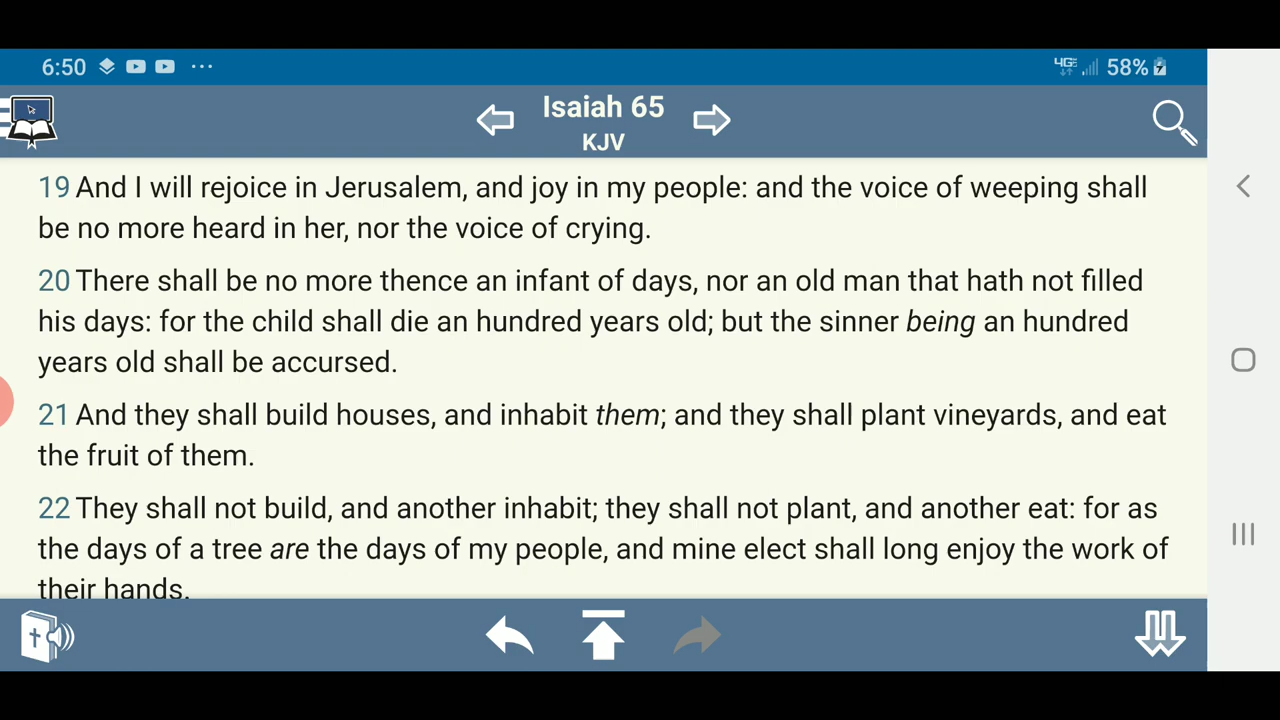 6:50 ... 4GE 58%
Isaiah 65
KJV
19 And I will rejoice in Jerusalem, and joy in my people: and the voice of weeping shall
be no more heard in her, nor the voice of crying.
20 There shall be no more thence an infant of days, nor an old man that hath not filled
his days: for the child shall die an hundred years old; but the sinner being an hundred
years old shall be accursed.
21 And they shall build houses, and inhabit them; and they shall plant vineyards, and eat
the fruit of them.
22 They shall not build, and another inhabit; they shall not plant, and another eat: for as
the days of a tree are the days of my people, and mine elect shall long enjoy the work of
their hands.